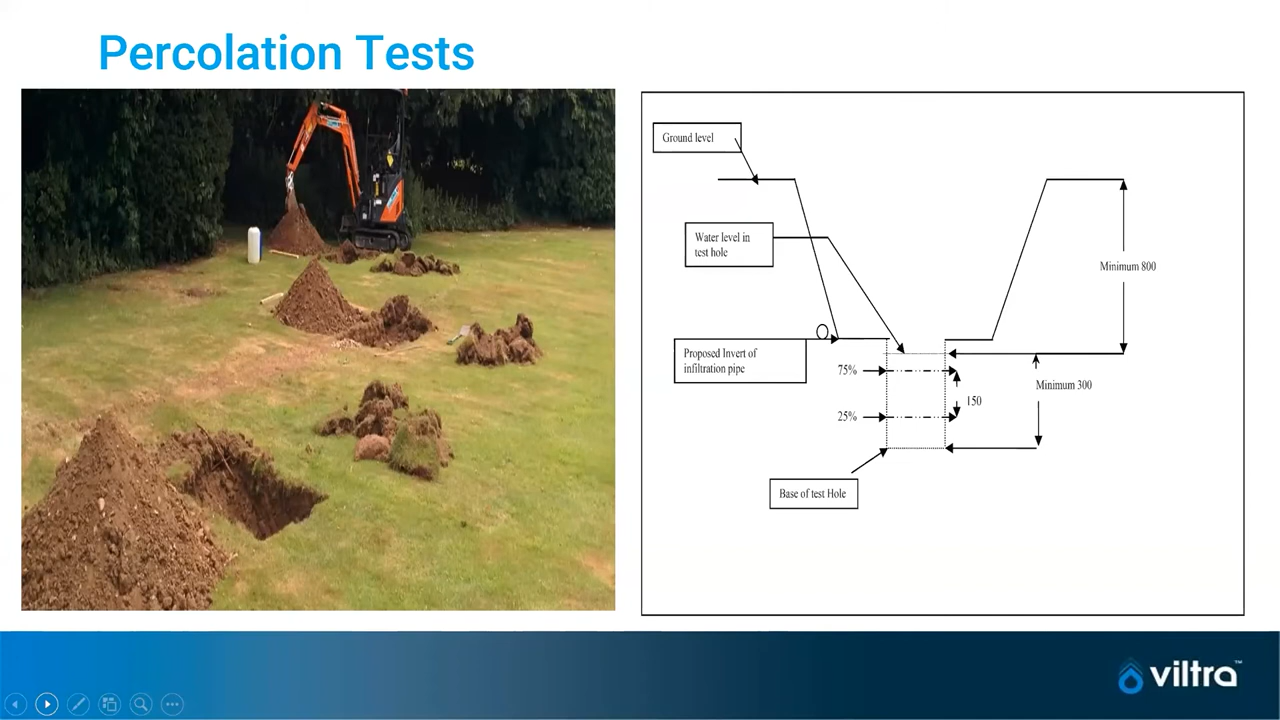 Percolation Tests
Ground level
Water level in
test hole
Minimum 800
Proposed Invert of
infiltration pipe
75%
Minimum 300
150
25%
Base of test Hole
viltra™